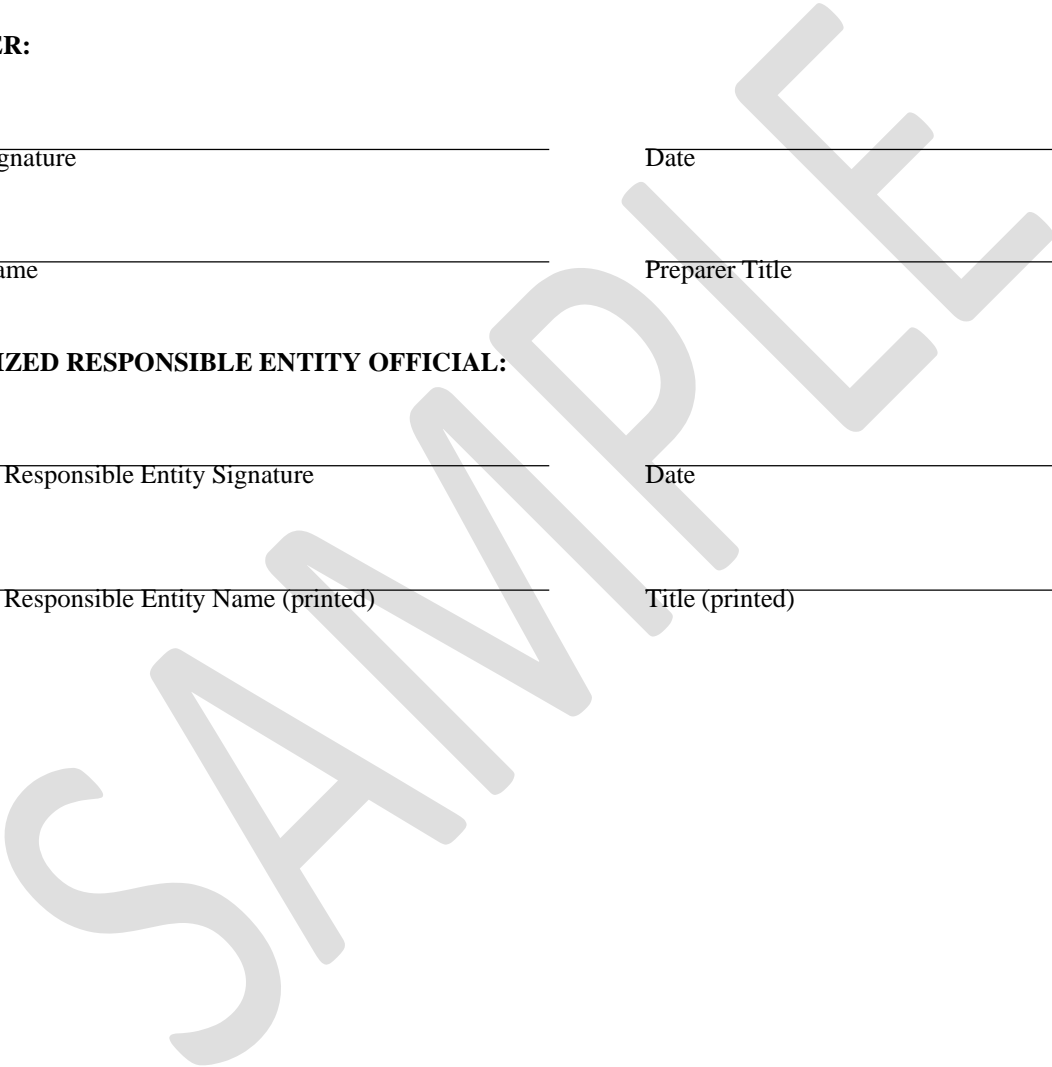 ER:
gnature Date
ame Preparer Title
IZED RESPONSIBLE ENTITY OFFICIAL:
Responsible Entity Signature Date
Responsible Entity Name (printed) Title (printed)
SAMPLE